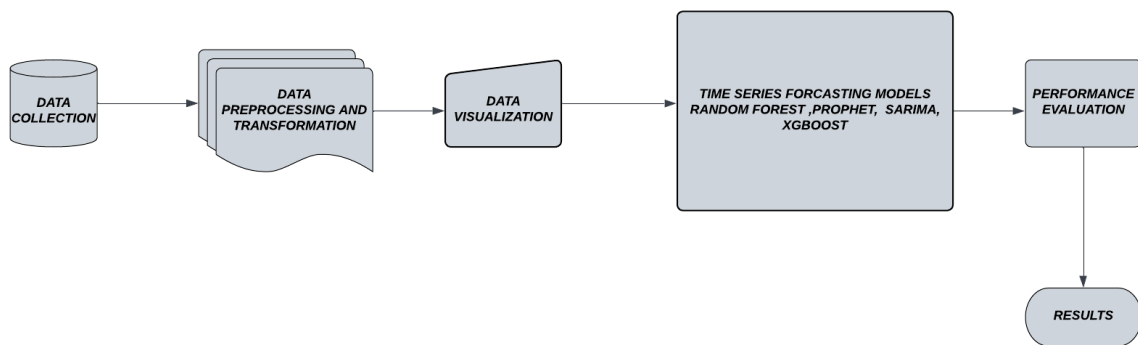 DATA
COLLECTION
DATA
PREPROCESSING AND
TRANSFORMATION
DATA
VISUALIZATION
TIME SERIES FORCASTING MODELS
RANDOM FOREST ,PROPHET, SARIMA,
XGBOOST
PERFORMANCE
EVALUATION
RESULTS